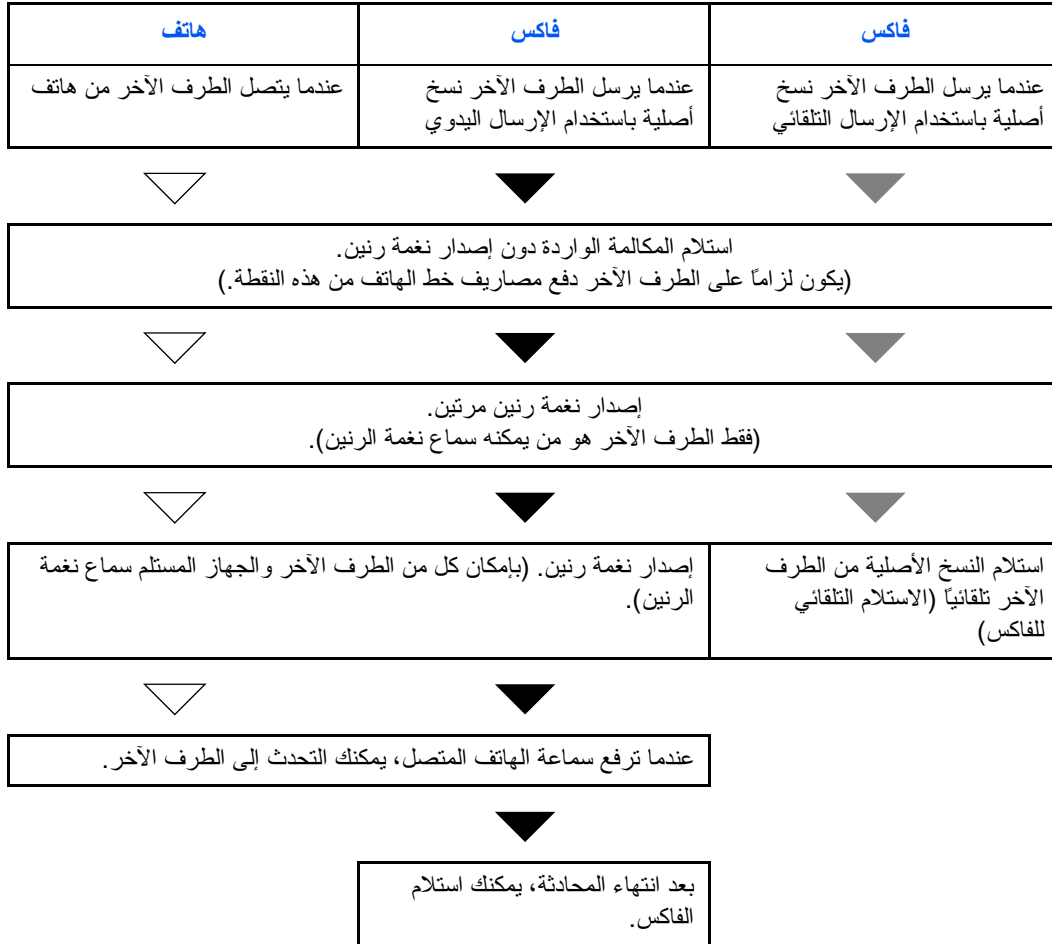 فاكس
فاكس
هاتف
عندما يرسل الطرف الآخر نسخ
أصلية باستخدام الإرسال التلقائي
عندما يرسل الطرف الآخر نسخ
أصلية باستخدام الإرسال اليدوي
عندما يتصل الطرف الآخر من هاتف
استلام المكالمة الواردة دون إصدار نغمة رنين.
(يكون لزامًا على الطرف الآخر دفع مصاريف خط الهاتف من هذه النقطة.)
إصدار نغمة رنين مرتين.
(فقط الطرف الآخر هو من يمكنه سماع نغمة الرنين).
استلام النسخ الأصلية من الطرف
الآخر تلقائيًا (الاستلام التلقائي
للفاكس)
إصدار نغمة رنين. (بإمكان كل من الطرف الآخر والجهاز المستلم سماع نغمة
الرنين).
عندما ترفع سماعة الهاتف المتصل، يمكنك التحدث إلى الطرف الآخر.
بعد انتهاء المحادثة، يمكنك استلام
الفاكس.